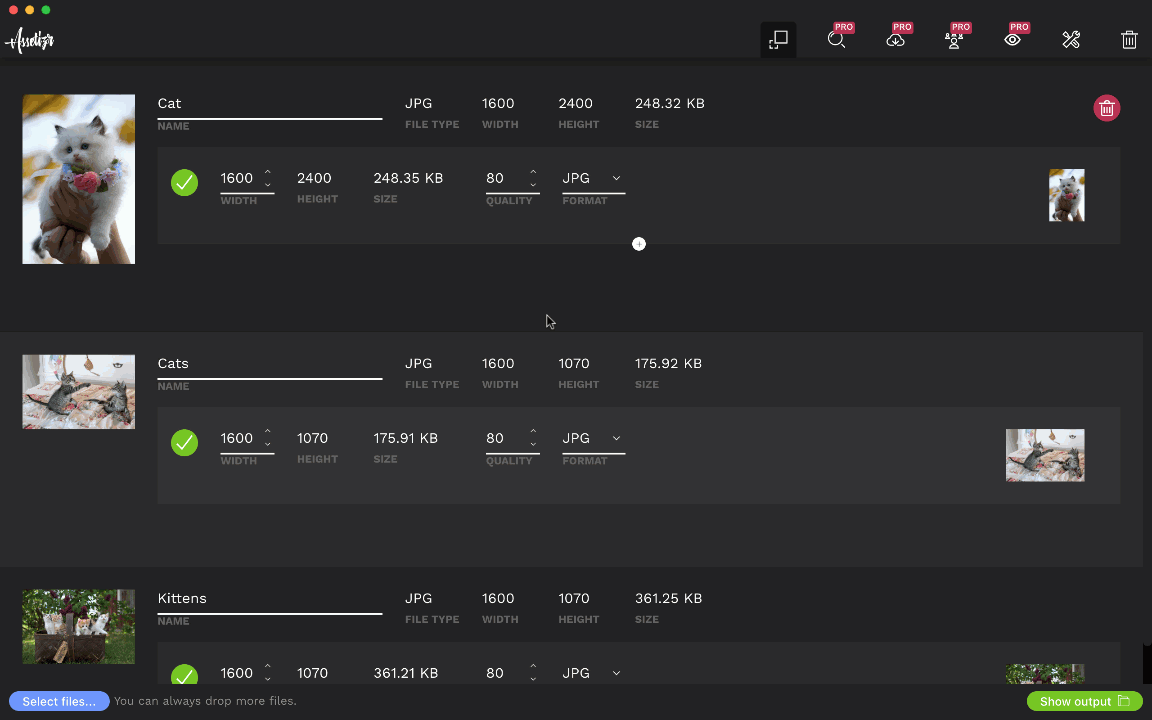 Assetizr
PRO PRO PRO PRO
Cat JPG 1600 2400 248.32 KB
NAME FILE TYPE WIDTH HEIGHT SIZE
1600 2400 248.35 KB 80 JPG
WIDTH HEIGHT SIZE QUALITY FORMAT
Cats JPG 1600 1070 175.92 KB
NAME FILE TYPE WIDTH HEIGHT SIZE
1600 1070 175.91 KB 80 JPG
WIDTH HEIGHT SIZE QUALITY FORMAT
Kittens JPG 1600 1070 361.25 KB
NAME FILE TYPE WIDTH HEIGHT SIZE
1600 1070 361.21 KB 80 JPG
Select files... You can always drop more files. Show output